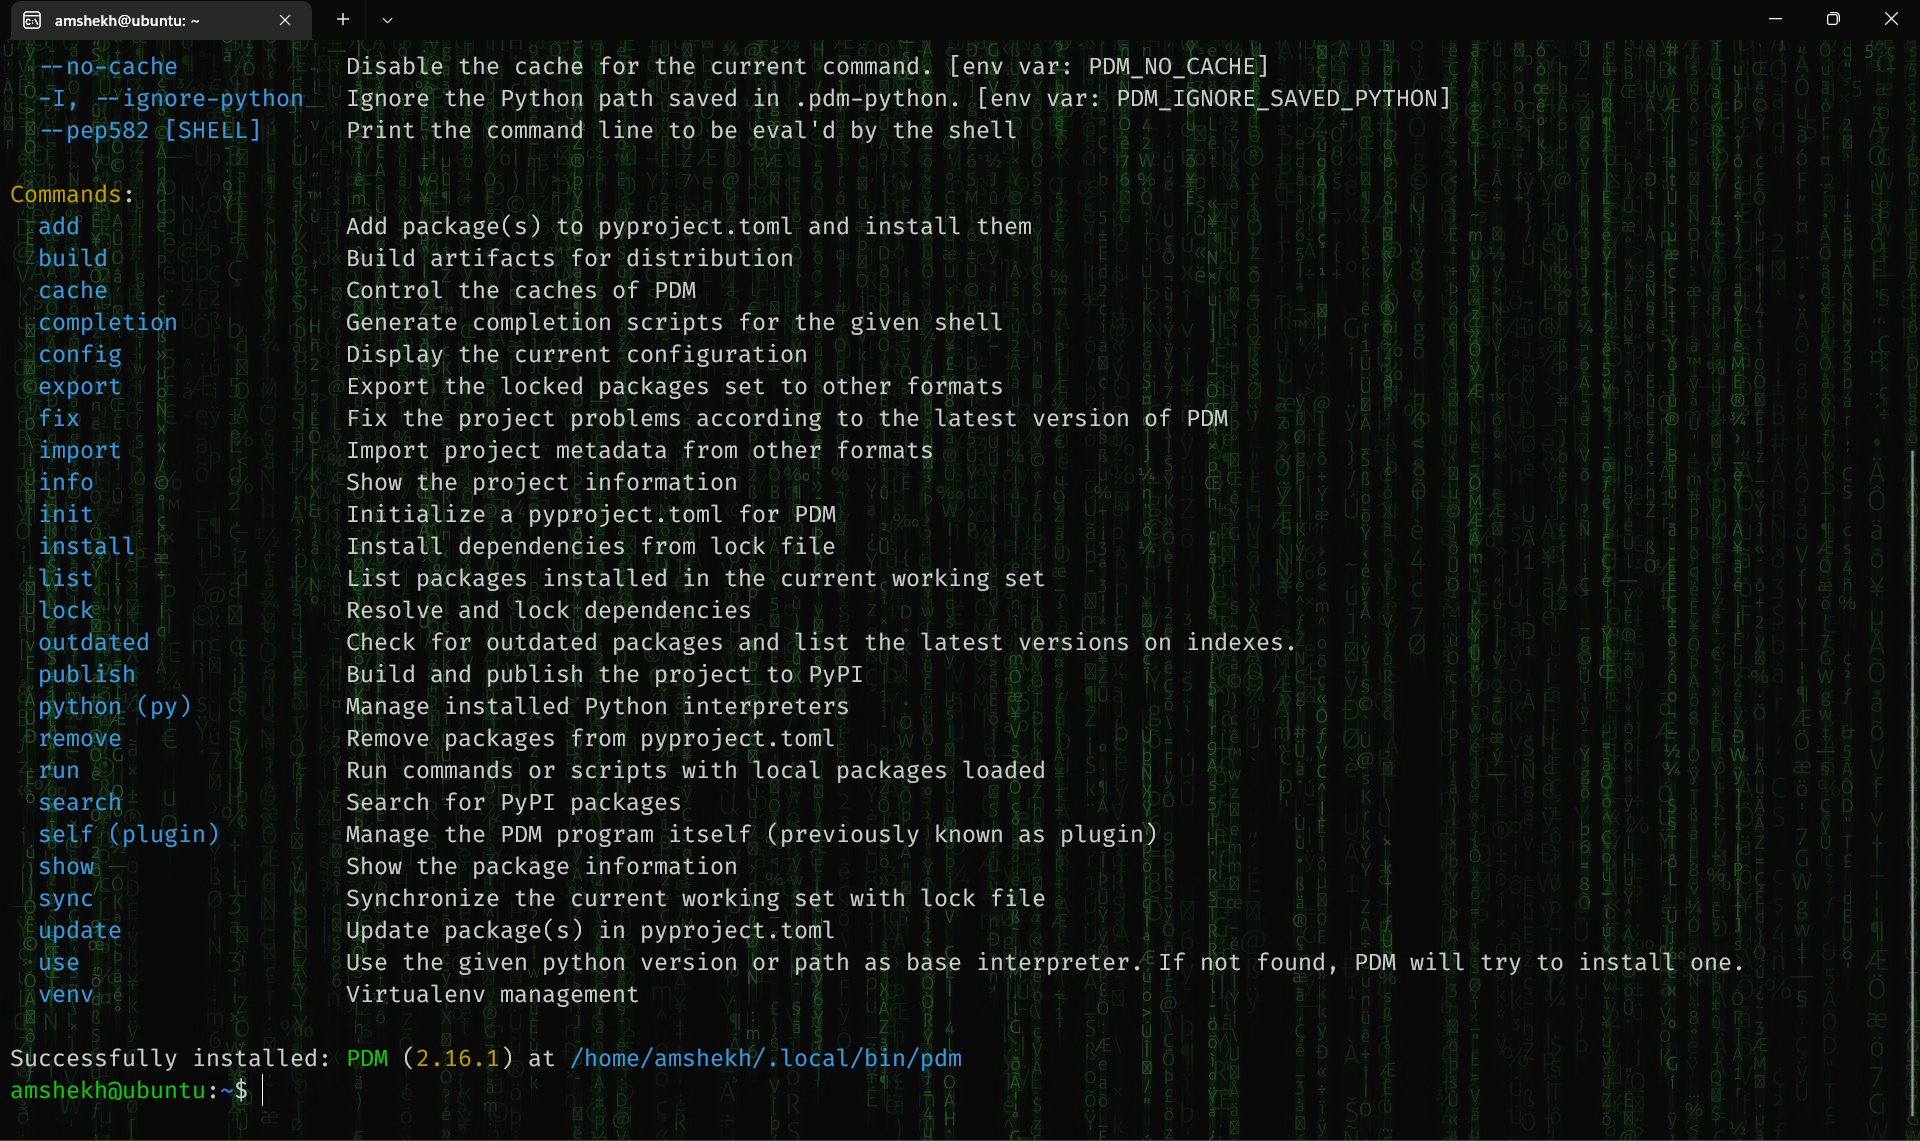 amshekh@ubuntu: ~
--no-cache Disable the cache for the current command. [env var: PDM_NO_CACHE]
-I, --ignore-python Ignore the Python path saved in .pdm-python. [env var: PDM_IGNORE_SAVED_PYTHON]
--pep582 [SHELL] Print the command line to be eval'd by the shell
Commands:
add Add package(s) to pyproject.toml and install them
build Build artifacts for distribution
cache Control the caches of PDM
completion Generate completion scripts for the given shell
config Display the current configuration
export Export the locked packages set to other formats
fix Fix the project problems according to the latest version of PDM
import Import project metadata from other formats
info Show the project information
init Initialize a pyproject.toml for PDM
install Install dependencies from lock file
list List packages installed in the current working set
lock Resolve and lock dependencies
outdated Check for outdated packages and list the latest versions on indexes.
publish Build and publish the project to PyPI
python (py) Manage installed Python interpreters
remove Remove packages from pyproject.toml
run Run commands or scripts with local packages loaded
search Search for PyPI packages
self (plugin) Manage the PDM program itself (previously known as plugin)
show Show the package information
sync Synchronize the current working set with lock file
update Update package(s) in pyproject.toml
use Use the given python version or path as base interpreter. If not found, PDM will try to install one.
venv Virtualenv management
Successfully installed: PDM (2.16.1) at /home/amshekh/.local/bin/pdm
amshekh@ubuntu:~$